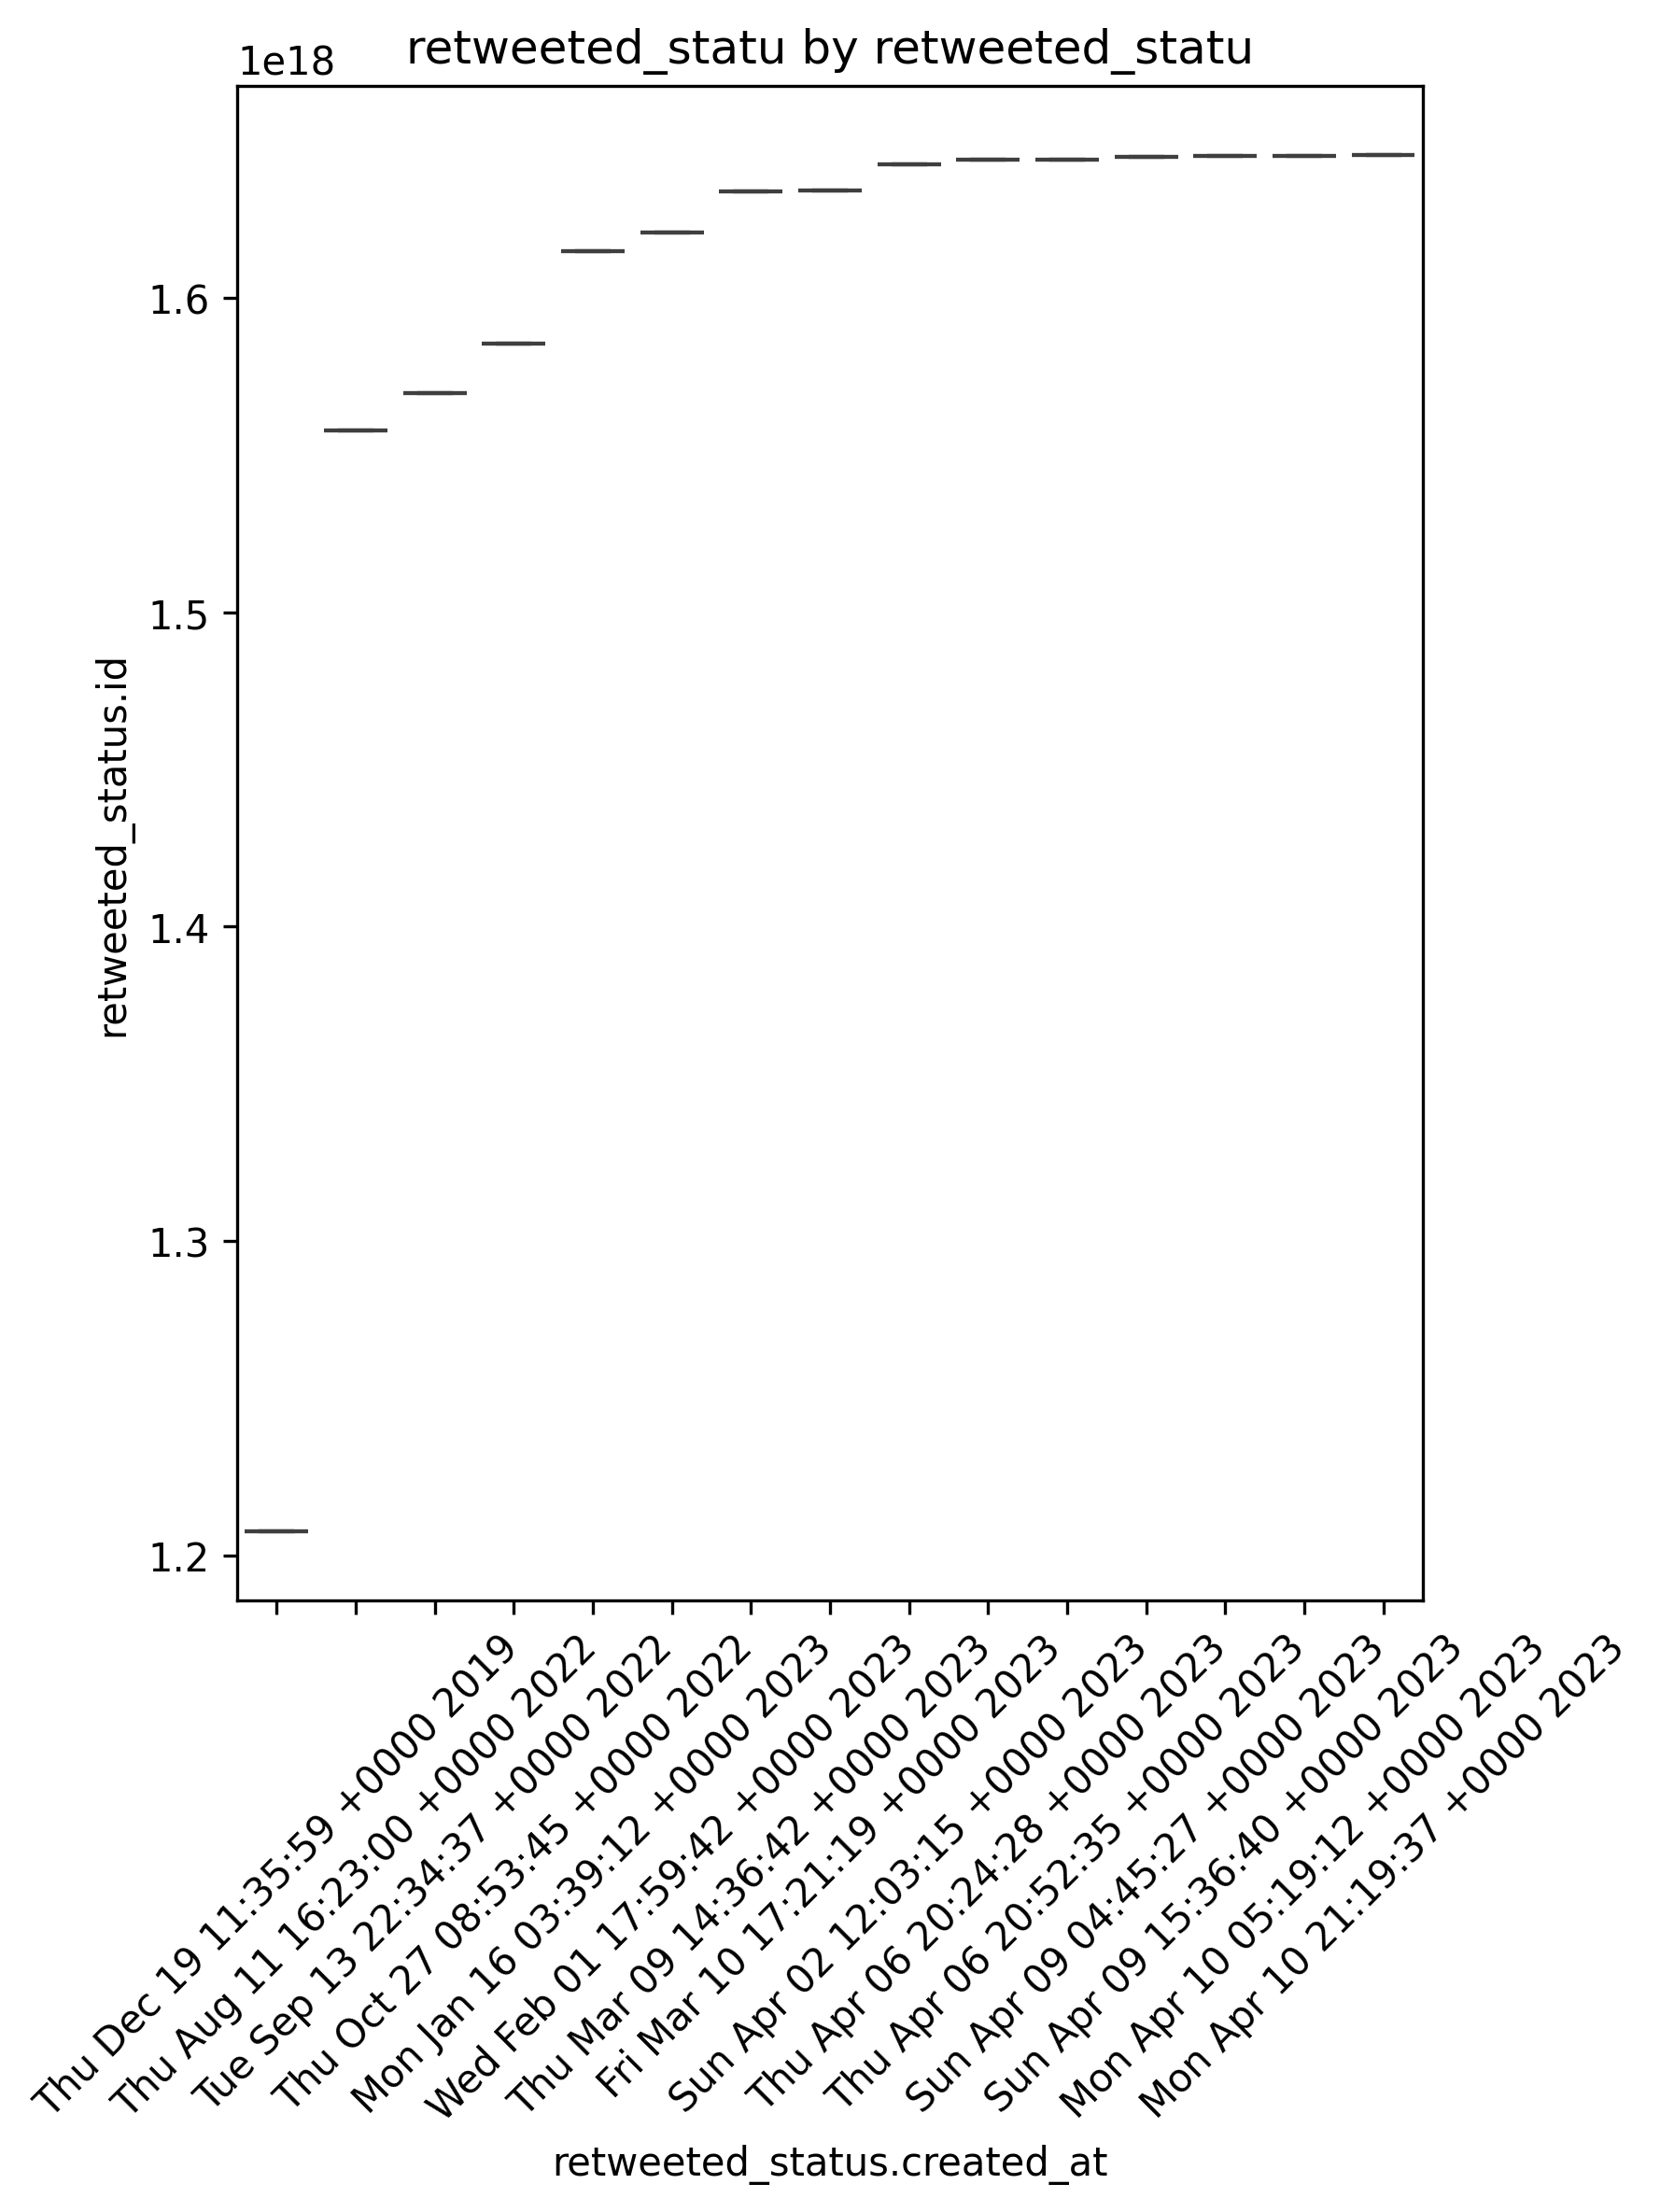 retweeted_statu by retweeted_statu
1e18
1.6
1.5
1.4
1.3
1.2
retweeted_status.id
Thu Dec 19 11:35:59 +0000 2019
Thu Aug 11 16:23:00 +0000 2022
Tue Sep 13 22:34:37 +0000 2022
Thu Oct 27 08:53:45 +0000 2022
Mon Jan 16 03:39:12 +0000 2023
Wed Feb 01 17:59:42 +0000 2023
Thu Mar 09 14:36:42 +0000 2023
Fri Mar 10 17:21:19 +0000 2023
Sun Apr 02 12:03:15 +0000 2023
Thu Apr 06 20:24:28 +0000 2023
Thu Apr 06 20:52:35 +0000 2023
Sun Apr 09 04:45:27 +0000 2023
Sun Apr 09 15:36:40 +0000 2023
Mon Apr 10 05:19:12 +0000 2023
Mon Apr 10 21:19:37 +0000 2023
retweeted_status.created_at